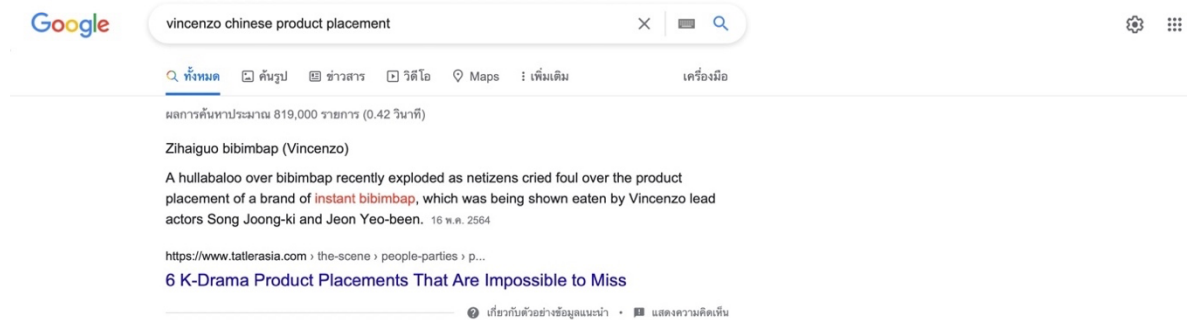 Google
vincenzo chinese product placement
ทั้งหมด ค้นรูป ข่าวสาร วิดีโอ Maps เพิ่มเติม เครื่องมือ
ผลการค้นหาประมาณ 819,000 รายการ (0.42 วินาที)
Zihaiguo bibimbap (Vincenzo)
A hullabaloo over bibimbap recently exploded as netizens cried foul over the product
placement of a brand of instant bibimbap, which was being shown eaten by Vincenzo lead
actors Song Joong-ki and Jeon Yeo-been. 16 พ.ค. 2564
https://www.tatlerasia.com › the-scene › people-parties › p...
6 K-Drama Product Placements That Are Impossible to Miss
เกี่ยวกับตัวอย่างข้อมูลแนะนำ • แสดงความคิดเห็น